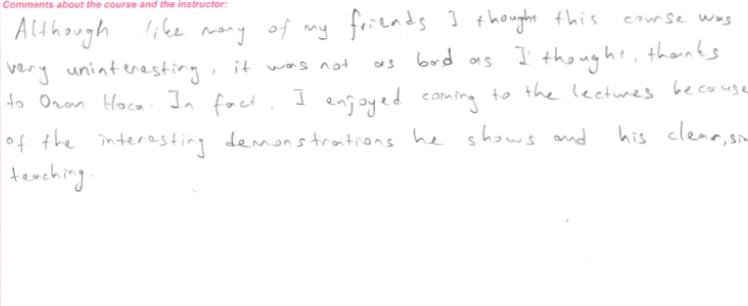 Comments about the course and the instructor:
Although like many of my friends I thought this course was
very uninteresting, it was not as bad as I thought, thanks
to Ozan Hoca. In fact, I enjoyed coming to the lectures because
of the interesting demonstrations he shows and his clear,
teaching.